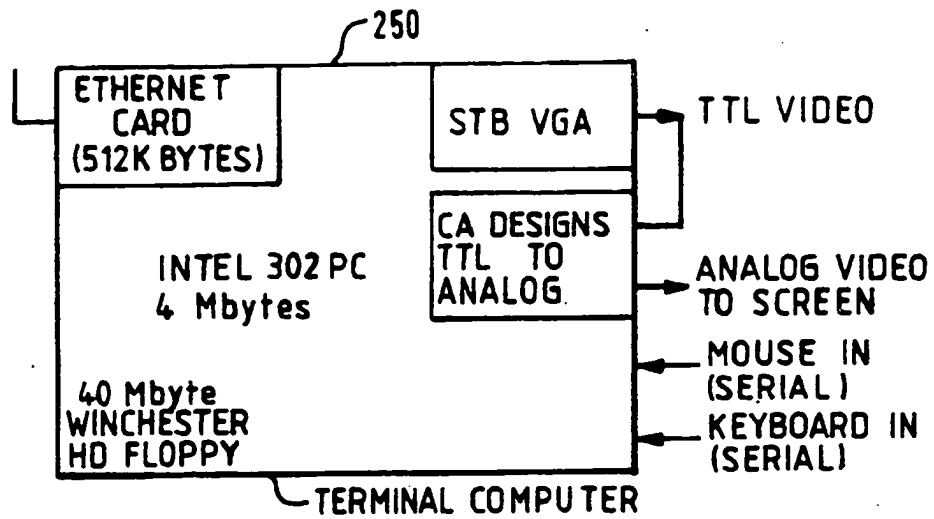 250
ETHERNET
CARD
(512K BYTES)
STB VGA
TTL VIDEO
CA DESIGNS
TTL TO
ANALOG
INTEL 302 PC
4 Mbytes
ANALOG VIDEO
TO SCREEN
MOUSE IN
(SERIAL)
40 Mbyte
WINCHESTER
HD FLOPPY
KEYBOARD IN
(SERIAL)
TERMINAL COMPUTER